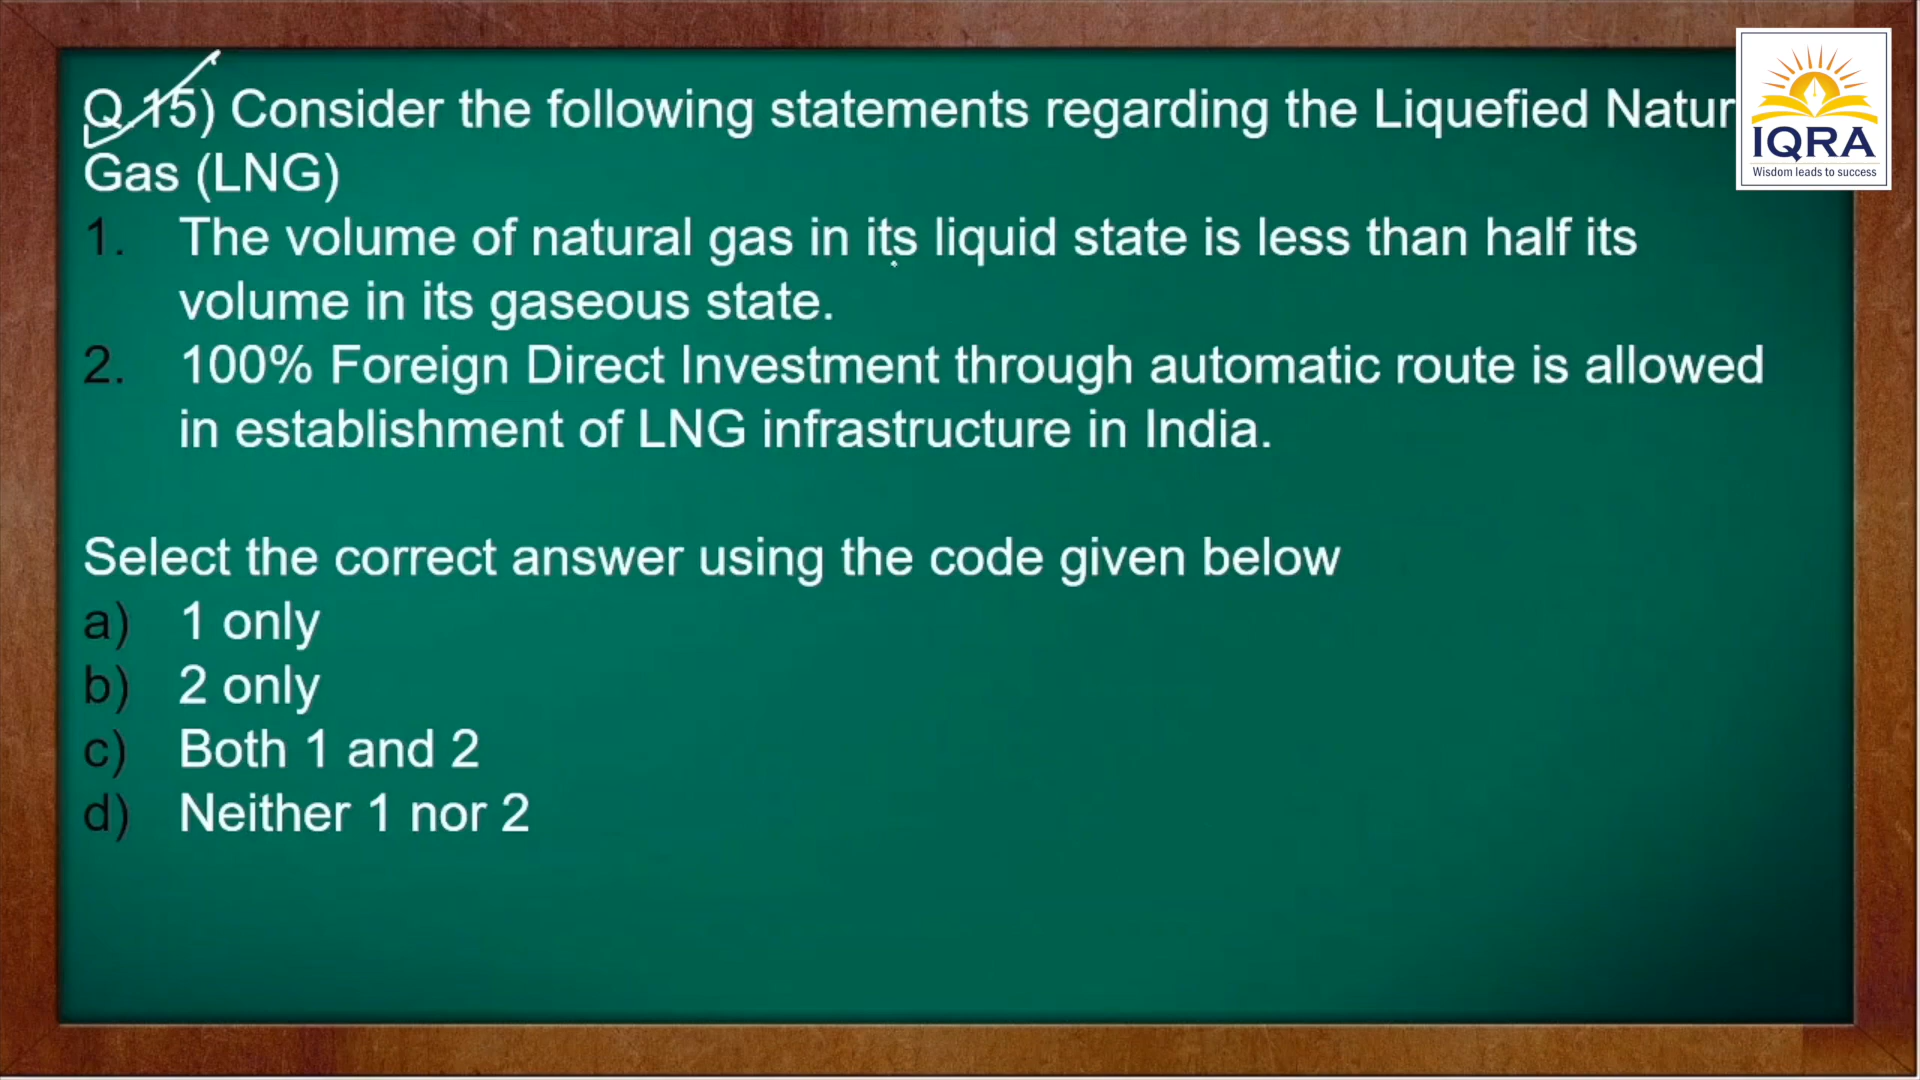 Q.15) Consider the following statements regarding the Liquefied Natur
Gas (LNG)
1. The volume of natural gas in its liquid state is less than half its
volume in its gaseous state.
2. 100% Foreign Direct Investment through automatic route is allowed
in establishment of LNG infrastructure in India.
Select the correct answer using the code given below
a) 1 only
b) 2 only
c) Both 1 and 2
d) Neither 1 nor 2
IQRA
Wisdom leads to success